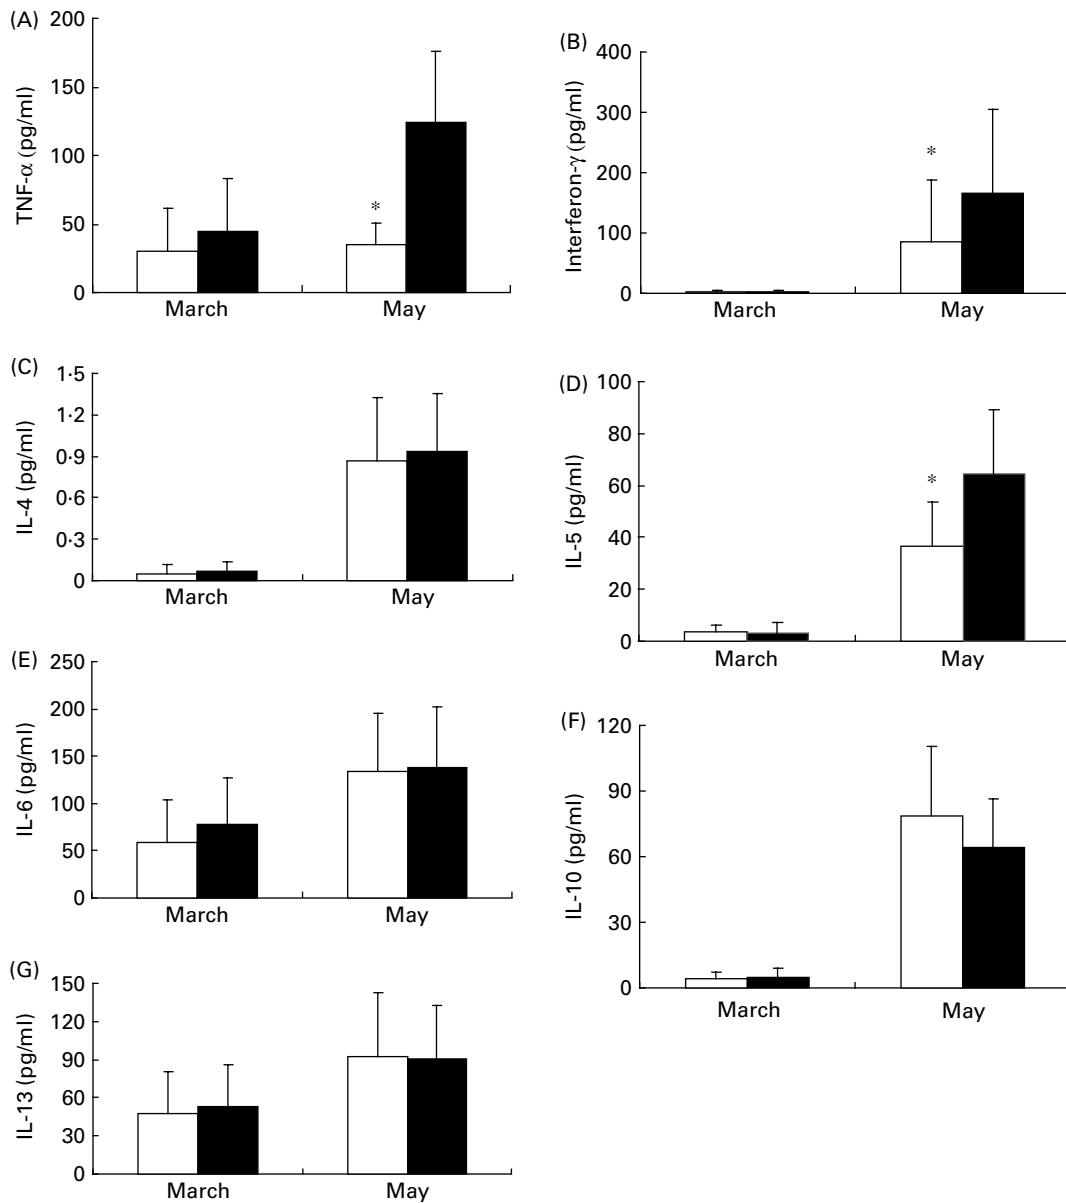 (A)
TNF-α (pg/ml)
200
150
100
50
0
*
March May
(B)
Interferon-γ (pg/ml)
400
300
200
100
0
*
March May
(C)
IL-4 (pg/ml)
1·5
1·2
0·9
0·6
0·3
0
March May
(D)
IL-5 (pg/ml)
100
80
60
40
20
0
*
March May
(E)
IL-6 (pg/ml)
250
200
150
100
50
0
March May
(F)
IL-10 (pg/ml)
120
90
60
30
0
March May
(G)
IL-13 (pg/ml)
150
120
90
60
30
0
March May